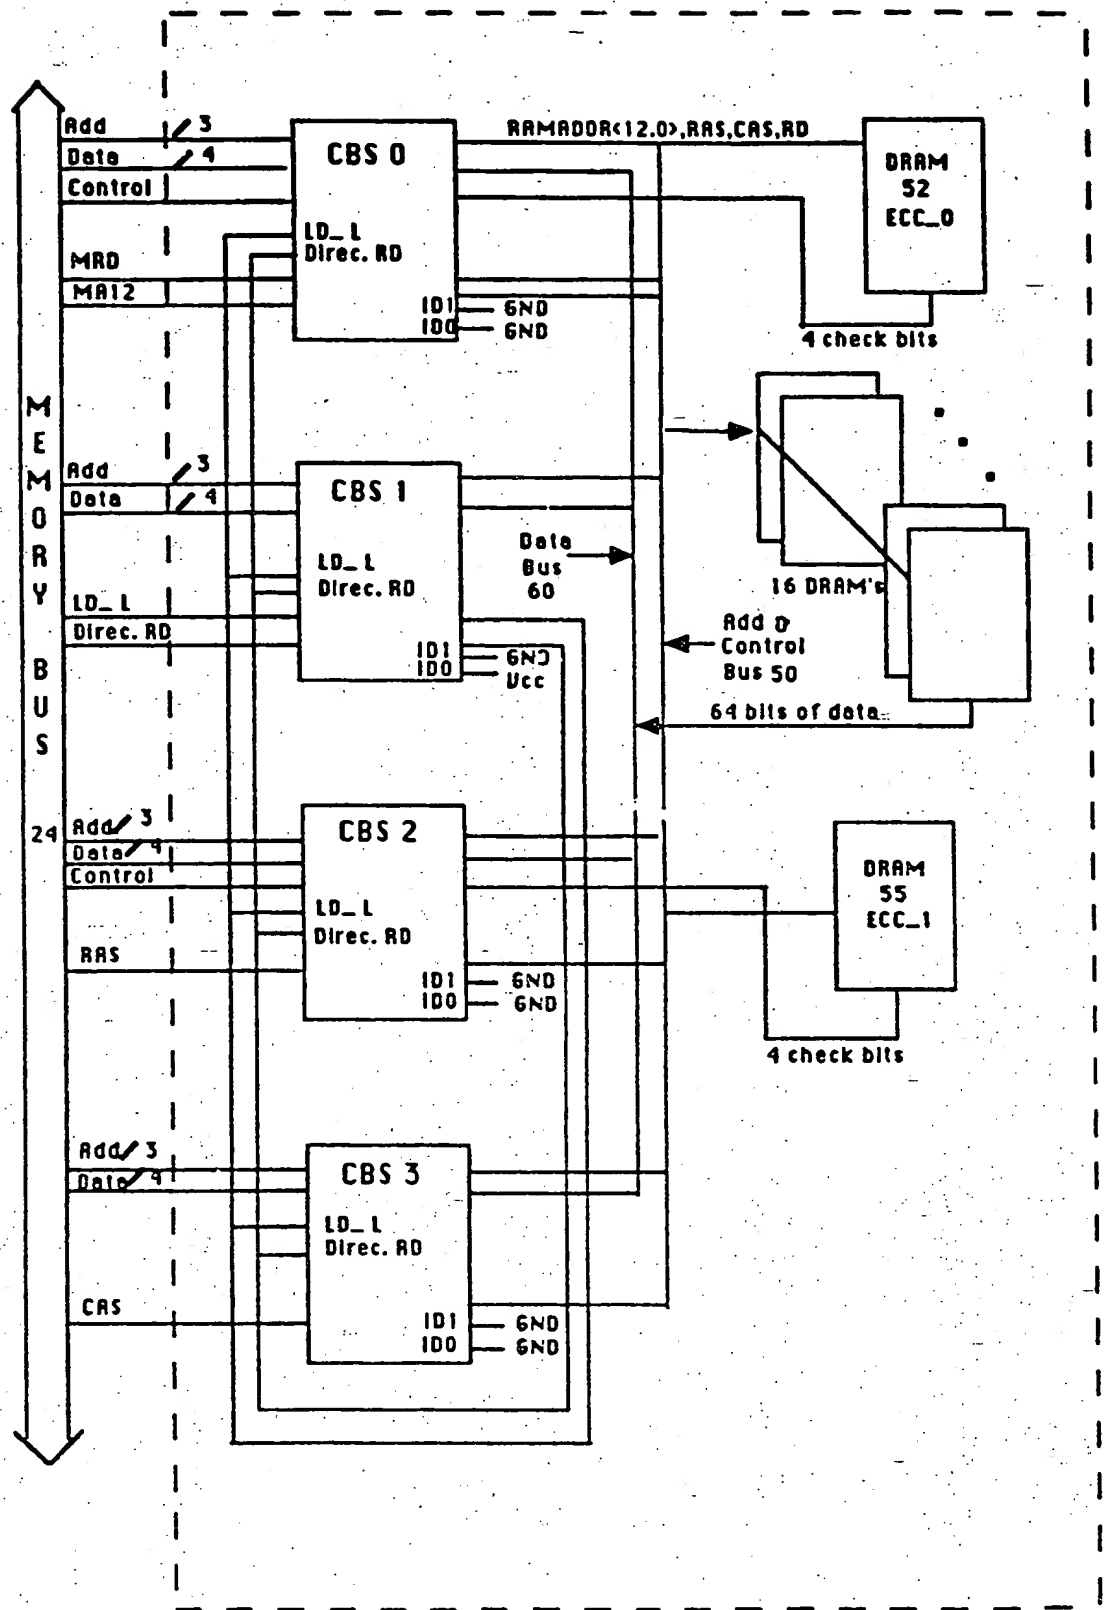 Add 3
Data 4
Control
MRD
MA12
CBS 0
LD_L
Direc. RD
ID1 GND
ID0 GND
RAMADDR<12.0>,RAS,CAS,RD
DRAM
52
ECC_0
4 check bits
MEMORY BUS
24
Add 3
Data 4
LD_L
Direc. RD
CBS 1
LD_L
Direc. RD
ID1 GND
ID0 Vcc
Data
Bus
60
16 DRAM's
Add &
Control
Bus 50
64 bits of data
Add 3
Data 4
Control
RAS
CBS 2
LD_L
Direc. RD
ID1 GND
ID0 GND
DRAM
55
ECC_1
4 check bits
Add 3
Data 4
CAS
CBS 3
LD_L
Direc. RD
ID1 GND
ID0 GND